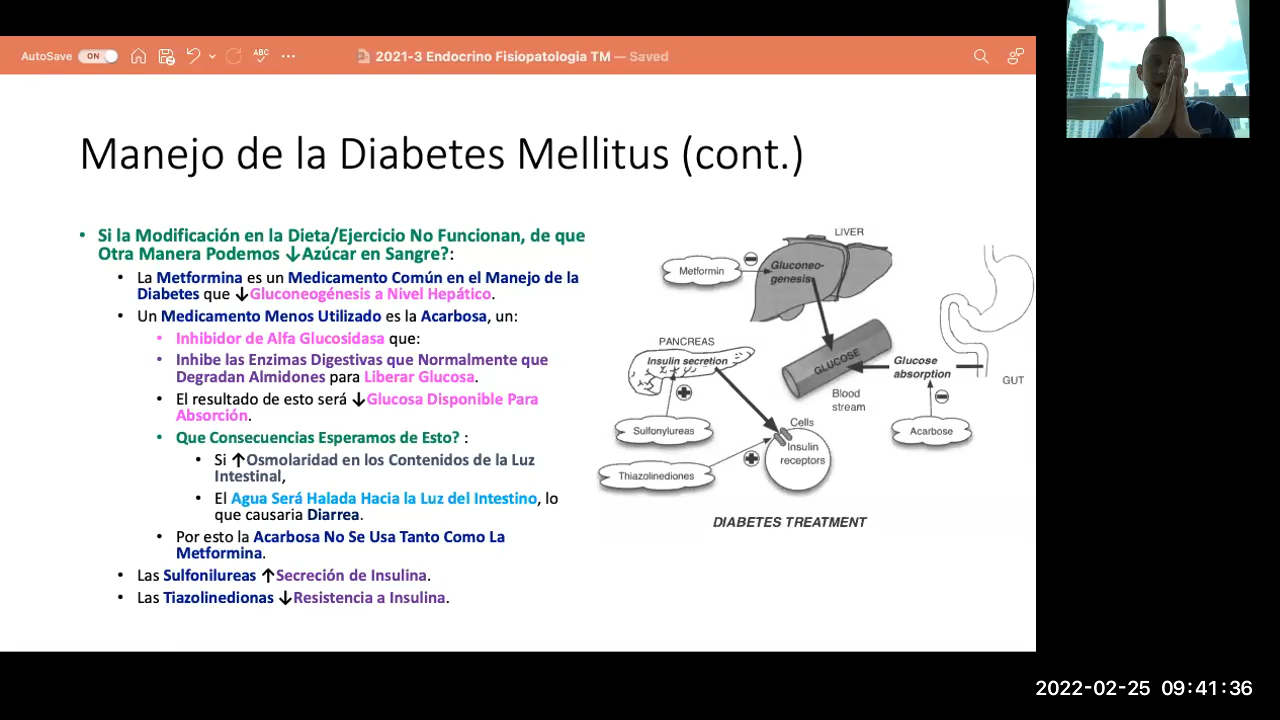 AutoSave ON ABC ... 2021-3 Endocrino Fisiopatologia TM — Saved
Manejo de la Diabetes Mellitus (cont.)
• Si la Modificación en la Dieta/Ejercicio No Funcionan, de que
Otra Manera Podemos ↓Azúcar en Sangre?:
• La Metformina es un Medicamento Común en el Manejo de la
Diabetes que ↓Gluconeogénesis a Nivel Hepático.
• Un Medicamento Menos Utilizado es la Acarbosa, un:
• Inhibidor de Alfa Glucosidasa que:
• Inhibe las Enzimas Digestivas que Normalmente que
Degradan Almidones para Liberar Glucosa.
• El resultado de esto será ↓Glucosa Disponible Para
Absorción.
• Que Consecuencias Esperamos de Esto? :
• Si ↑Osmolaridad en los Contenidos de la Luz
Intestinal,
• El Agua Será Halada Hacia la Luz del Intestino, lo
que causaria Diarrea.
• Por esto la Acarbosa No Se Usa Tanto Como La
Metformina.
• Las Sulfonilureas ↑Secreción de Insulina.
• Las Tiazolinedionas ↓Resistencia a Insulina.
LIVER
Metformin
Gluconeo-
genesis
PANCREAS
Insulin secretion
GLUCOSE
Glucose
absorption
GUT
Blood
stream
Sulfonylureas
Cells
Insulin
receptors
Acarbose
Thiazolinediones
DIABETES TREATMENT
2022-02-25 09:41:36